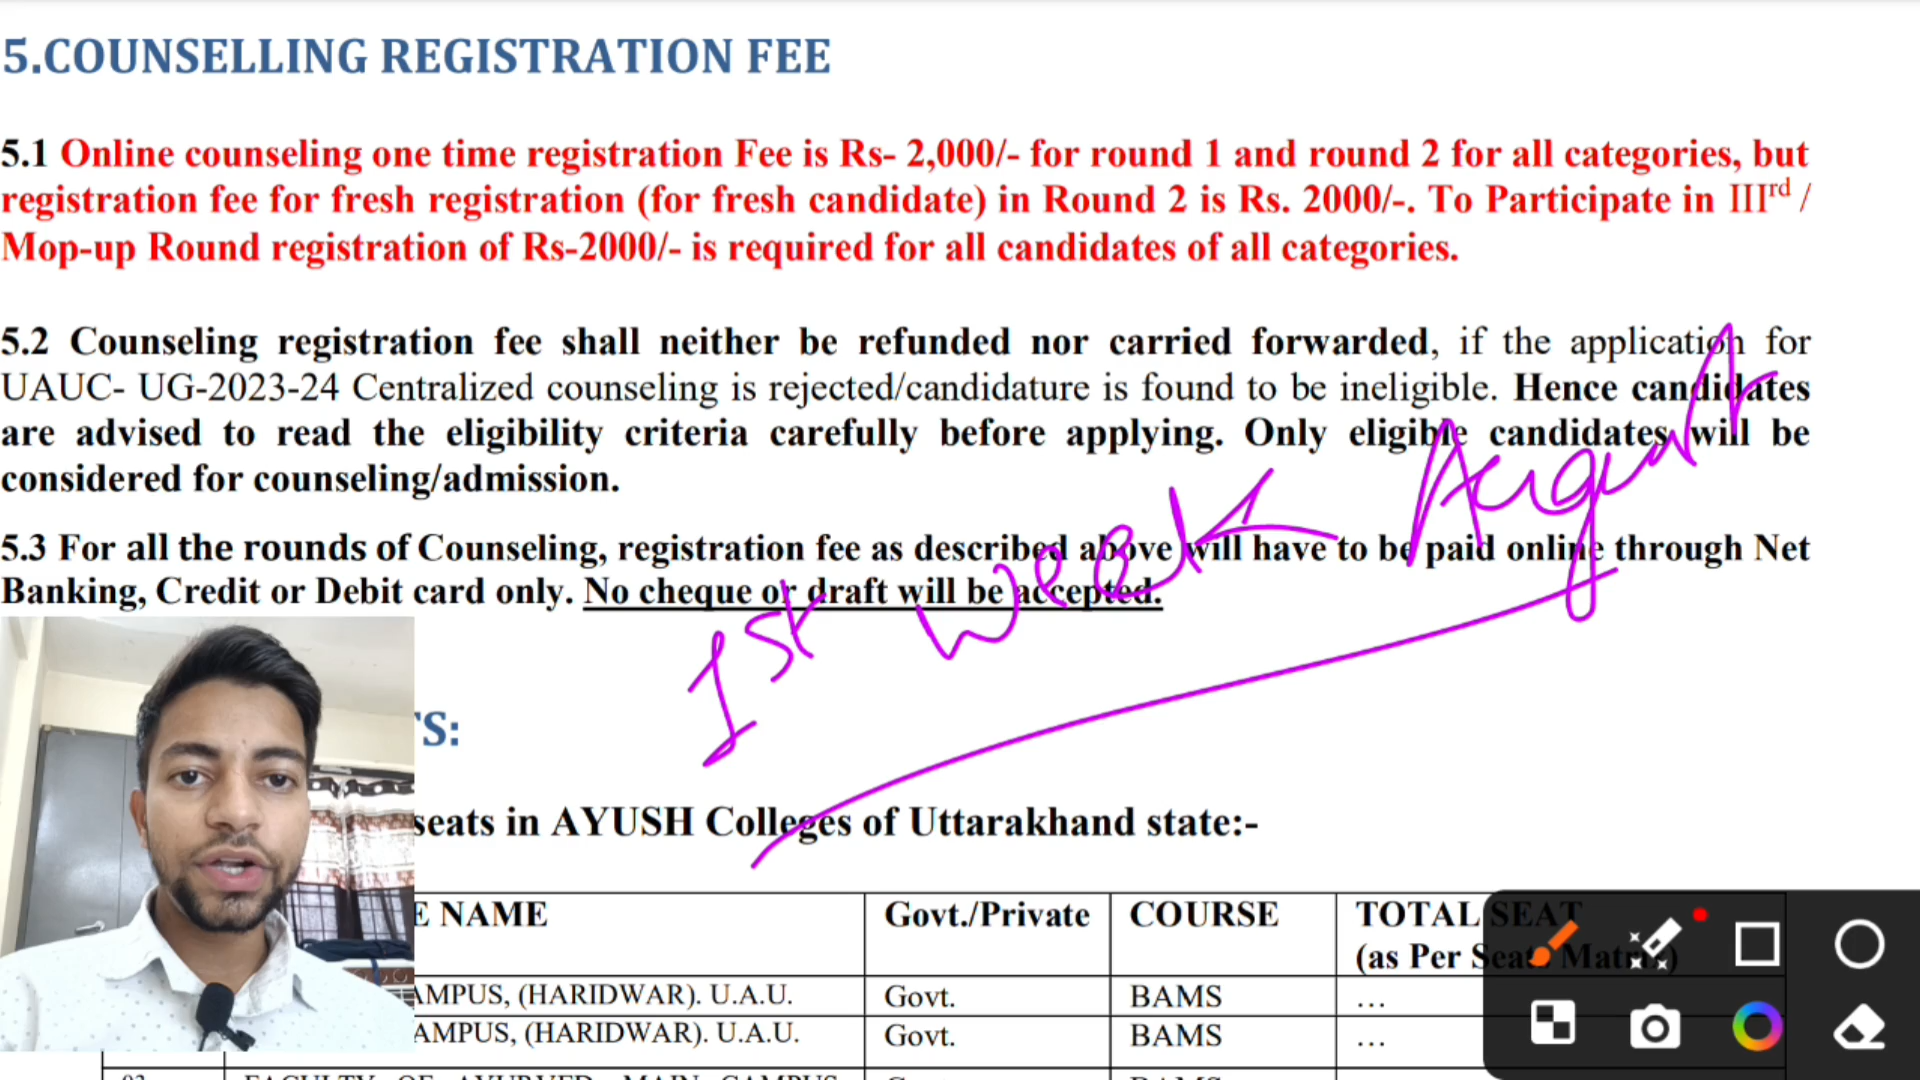 5.COUNSELLING REGISTRATION FEE
5.1 Online counseling one time registration Fee is Rs- 2,000/- for round 1 and round 2 for all categories, but
registration fee for fresh registration (for fresh candidate) in Round 2 is Rs. 2000/-. To Participate in IIIrd /
Mop-up Round registration of Rs-2000/- is required for all candidates of all categories.
5.2 Counseling registration fee shall neither be refunded nor carried forwarded, if the application for
UAUC- UG-2023-24 Centralized counseling is rejected/candidature is found to be ineligible. Hence candidates
are advised to read the eligibility criteria carefully before applying. Only eligible candidates will be
considered for counseling/admission.
5.3 For all the rounds of Counseling, registration fee as described above will have to be paid online through Net
Banking, Credit or Debit card only. No cheque or draft will be accepted.
1st week August
TS:
seats in AYUSH Colleges of Uttarakhand state:-
E NAME Govt./Private COURSE TOTAL SEAT
(as Per Seats Matrix)
AMPUS, (HARIDWAR). U.A.U. Govt. BAMS ...
AMPUS, (HARIDWAR). U.A.U. Govt. BAMS ...
FACULTY OF AYURVED MAIN CAMPUS